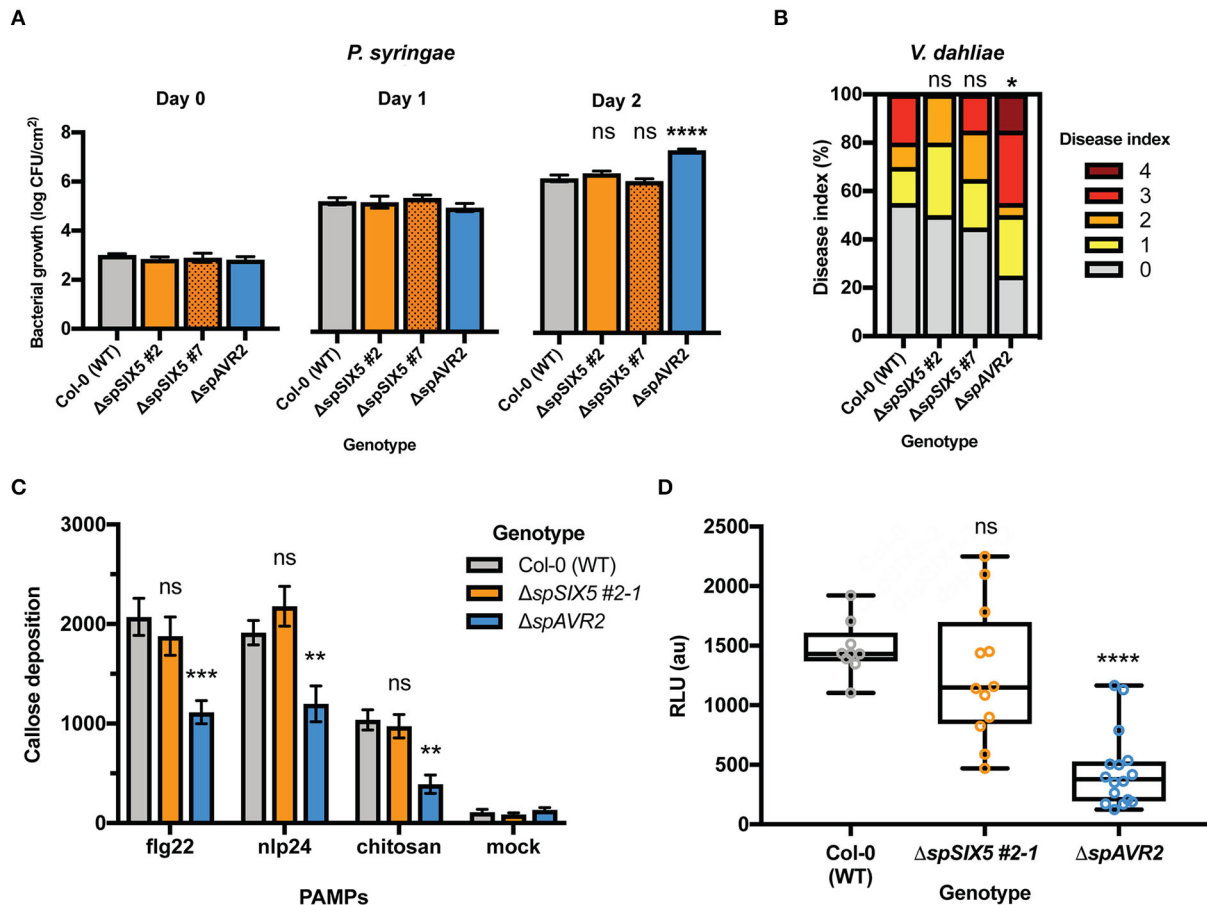 A
P. syringae
Day 0
Day 1
Day 2
ns
ns
****
Bacterial growth (log CFU/cm²)
8
6
4
2
0
Col-0 (WT)
ΔspSIX5 #2
ΔspSIX5 #7
ΔspAVR2
Col-0 (WT)
ΔspSIX5 #2
ΔspSIX5 #7
ΔspAVR2
Col-0 (WT)
ΔspSIX5 #2
ΔspSIX5 #7
ΔspAVR2
Genotype
B
V. dahliae
ns
ns
*
Disease index (%)
100
80
60
40
20
0
Col-0 (WT)
ΔspSIX5 #2
ΔspSIX5 #7
ΔspAVR2
Genotype
Disease index
4
3
2
1
0
C
Callose deposition
3000
2000
1000
0
ns
***
ns
**
ns
**
Genotype
Col-0 (WT)
ΔspSIX5 #2-1
ΔspAVR2
flg22
nlp24
chitosan
mock
PAMPs
D
RLU (au)
2500
2000
1500
1000
500
0
ns
****
Col-0
(WT)
ΔspSIX5 #2-1
ΔspAVR2
Genotype